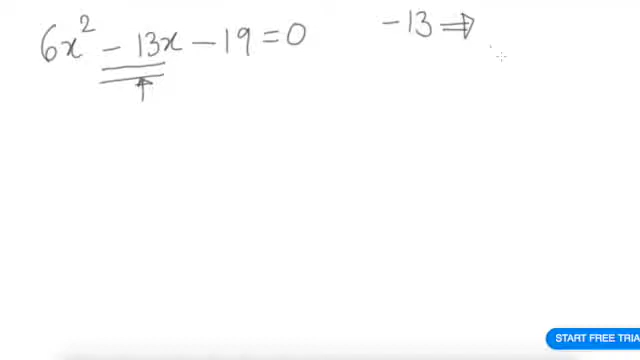 6x² - 13x - 19 = 0
-13 ⇒
START FREE TRIA